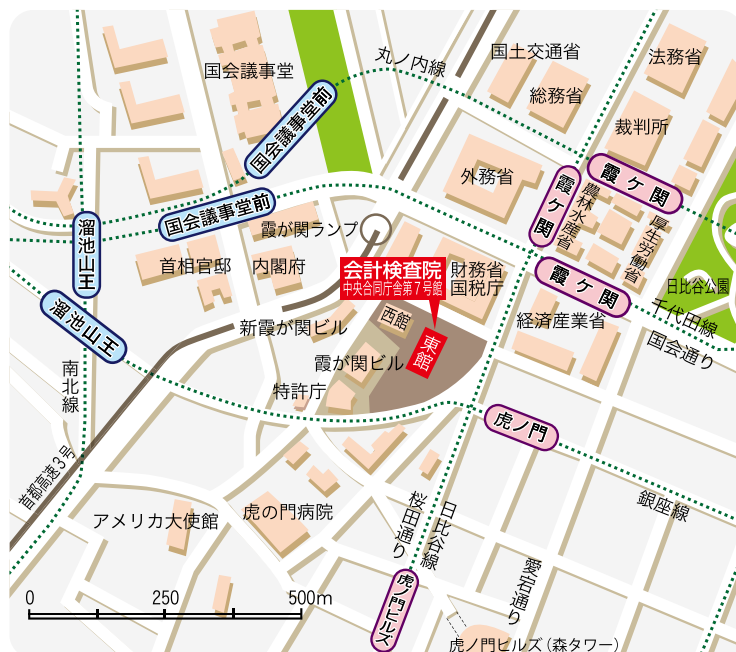 国会議事堂
国会議事堂前
丸ノ内線
国土交通省
総務省
法務省
裁判所
外務省
霞ケ関
霞ケ関
農林水産省
厚生労働省
日比谷公園
溜池山王
国会議事堂前
霞が関ランプ
首相官邸
内閣府
会計検査院
中央合同庁舎第7号館
財務省
国税庁
霞ケ関
千代田線
国会通り
経済産業省
溜池山王
新霞が関ビル
西館
東館
霞が関ビル
特許庁
南北線
虎ノ門
首都高速3号
アメリカ大使館
虎の門病院
桜田通り
日比谷線
銀座線
愛宕通り
虎ノ門ヒルズ
虎ノ門ヒルズ(森タワー)
0 250 500m